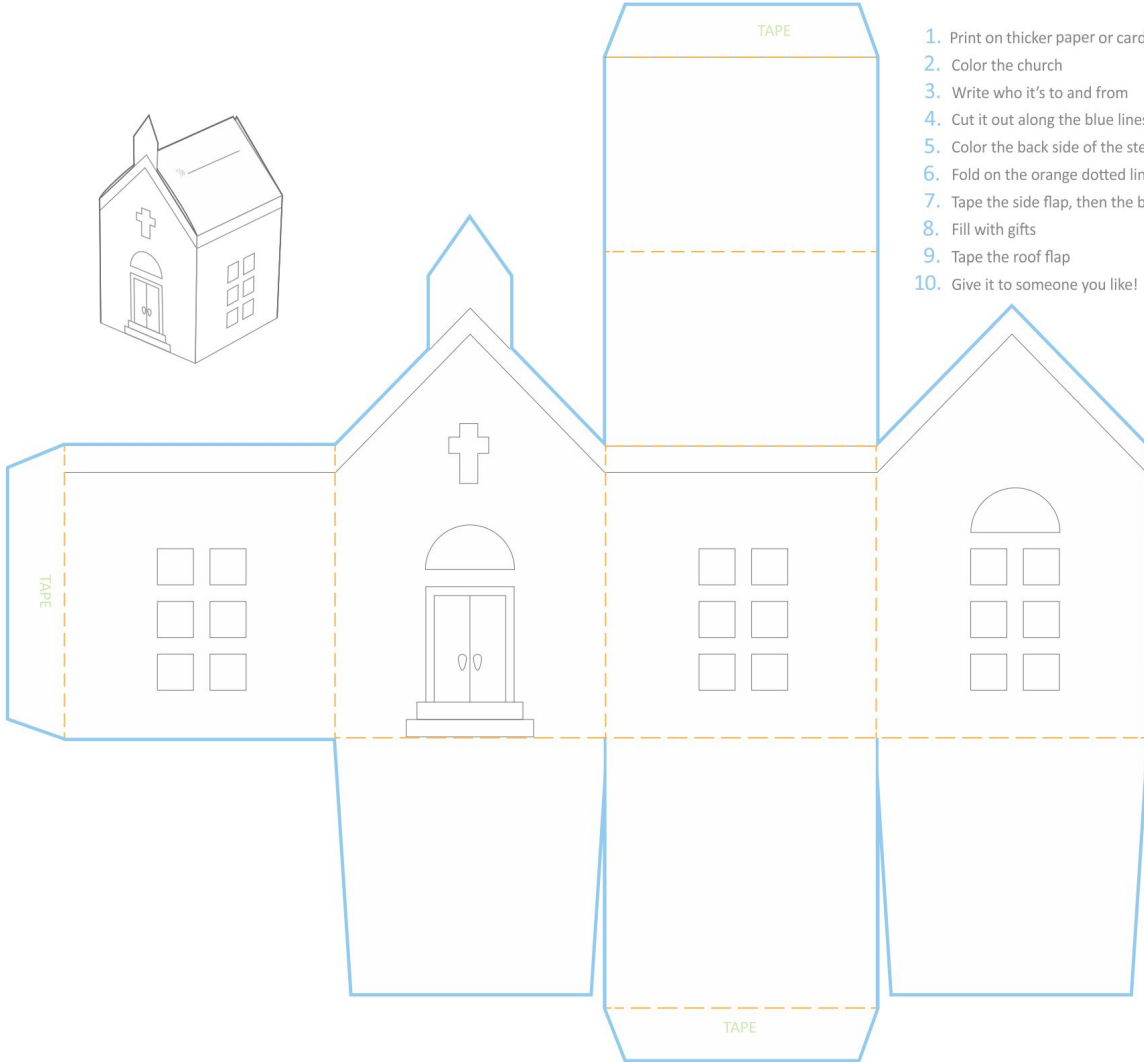 TAPE
1. Print on thicker paper or card
2. Color the church
3. Write who it's to and from
4. Cut it out along the blue lines
5. Color the back side of the ste
6. Fold on the orange dotted lin
7. Tape the side flap, then the b
8. Fill with gifts
9. Tape the roof flap
10. Give it to someone you like!
TAPE
TAPE